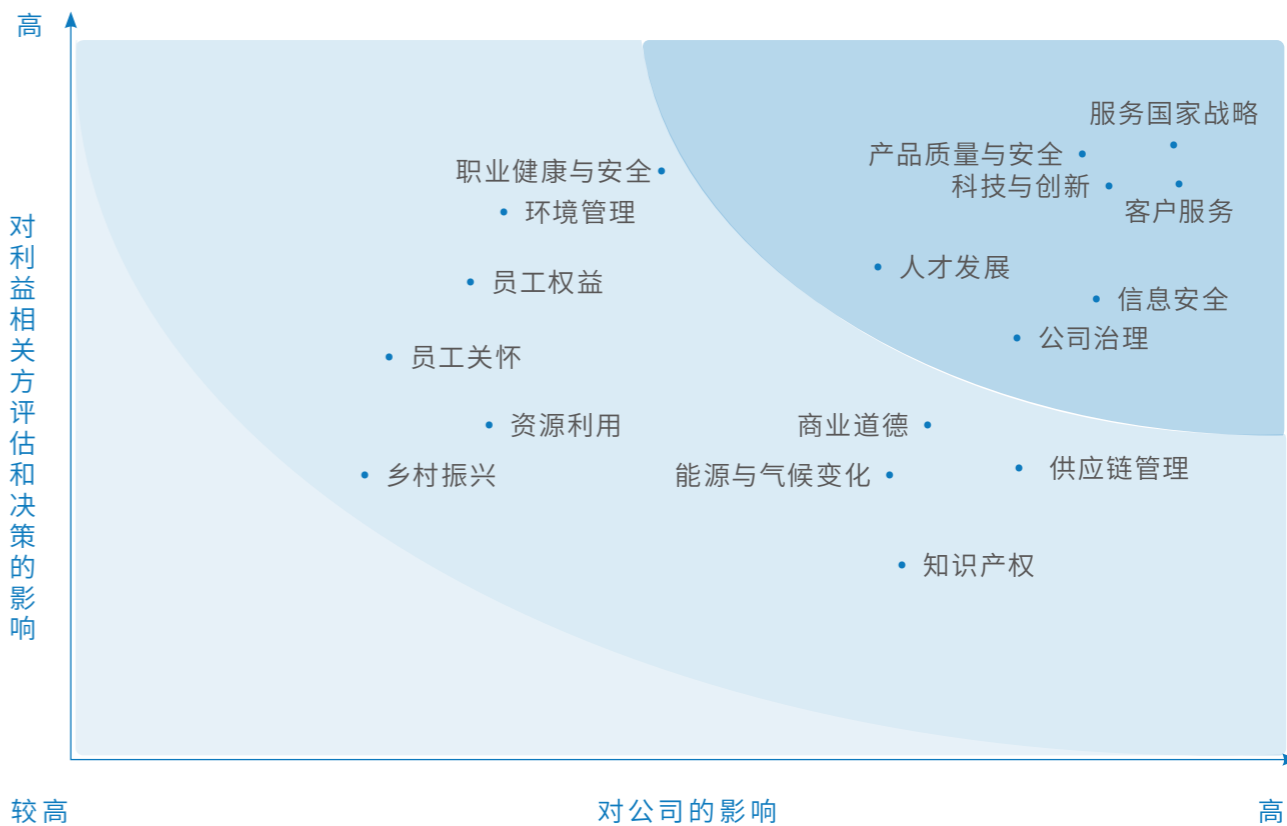 高
对利益相关方评估和决策的影响
服务国家战略
产品质量与安全
科技与创新
客户服务
职业健康与安全
环境管理
人才发展
员工权益
信息安全
公司治理
员工关怀
资源利用
商业道德
乡村振兴
能源与气候变化
供应链管理
知识产权
较高
对公司的影响
高